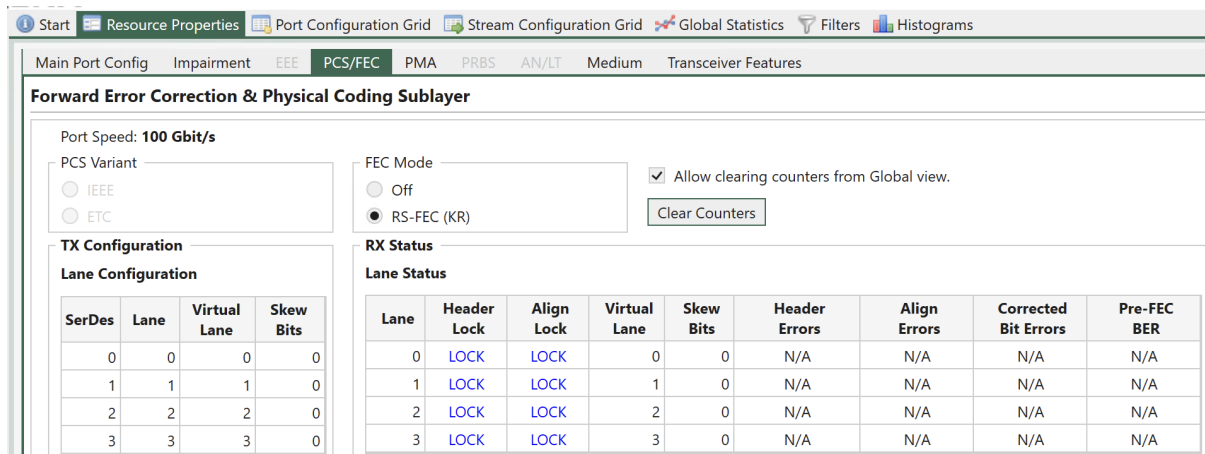 Start Resource Properties Port Configuration Grid Stream Configuration Grid Global Statistics Filters Histograms
Main Port Config Impairment EEE PCS/FEC PMA PRBS AN/LT Medium Transceiver Features
Forward Error Correction & Physical Coding Sublayer
Port Speed: 100 Gbit/s
PCS Variant
IEEE
ETC
FEC Mode
Off
RS-FEC (KR)
Allow clearing counters from Global view.
Clear Counters
TX Configuration
Lane Configuration
SerDes Lane Virtual Lane Skew Bits
0 0 0 0
1 1 1 0
2 2 2 0
3 3 3 0
RX Status
Lane Status
Lane Header Lock Align Lock Virtual Lane Skew Bits Header Errors Align Errors Corrected Bit Errors Pre-FEC BER
0 LOCK LOCK 0 0 N/A N/A N/A N/A
1 LOCK LOCK 1 0 N/A N/A N/A N/A
2 LOCK LOCK 2 0 N/A N/A N/A N/A
3 LOCK LOCK 3 0 N/A N/A N/A N/A